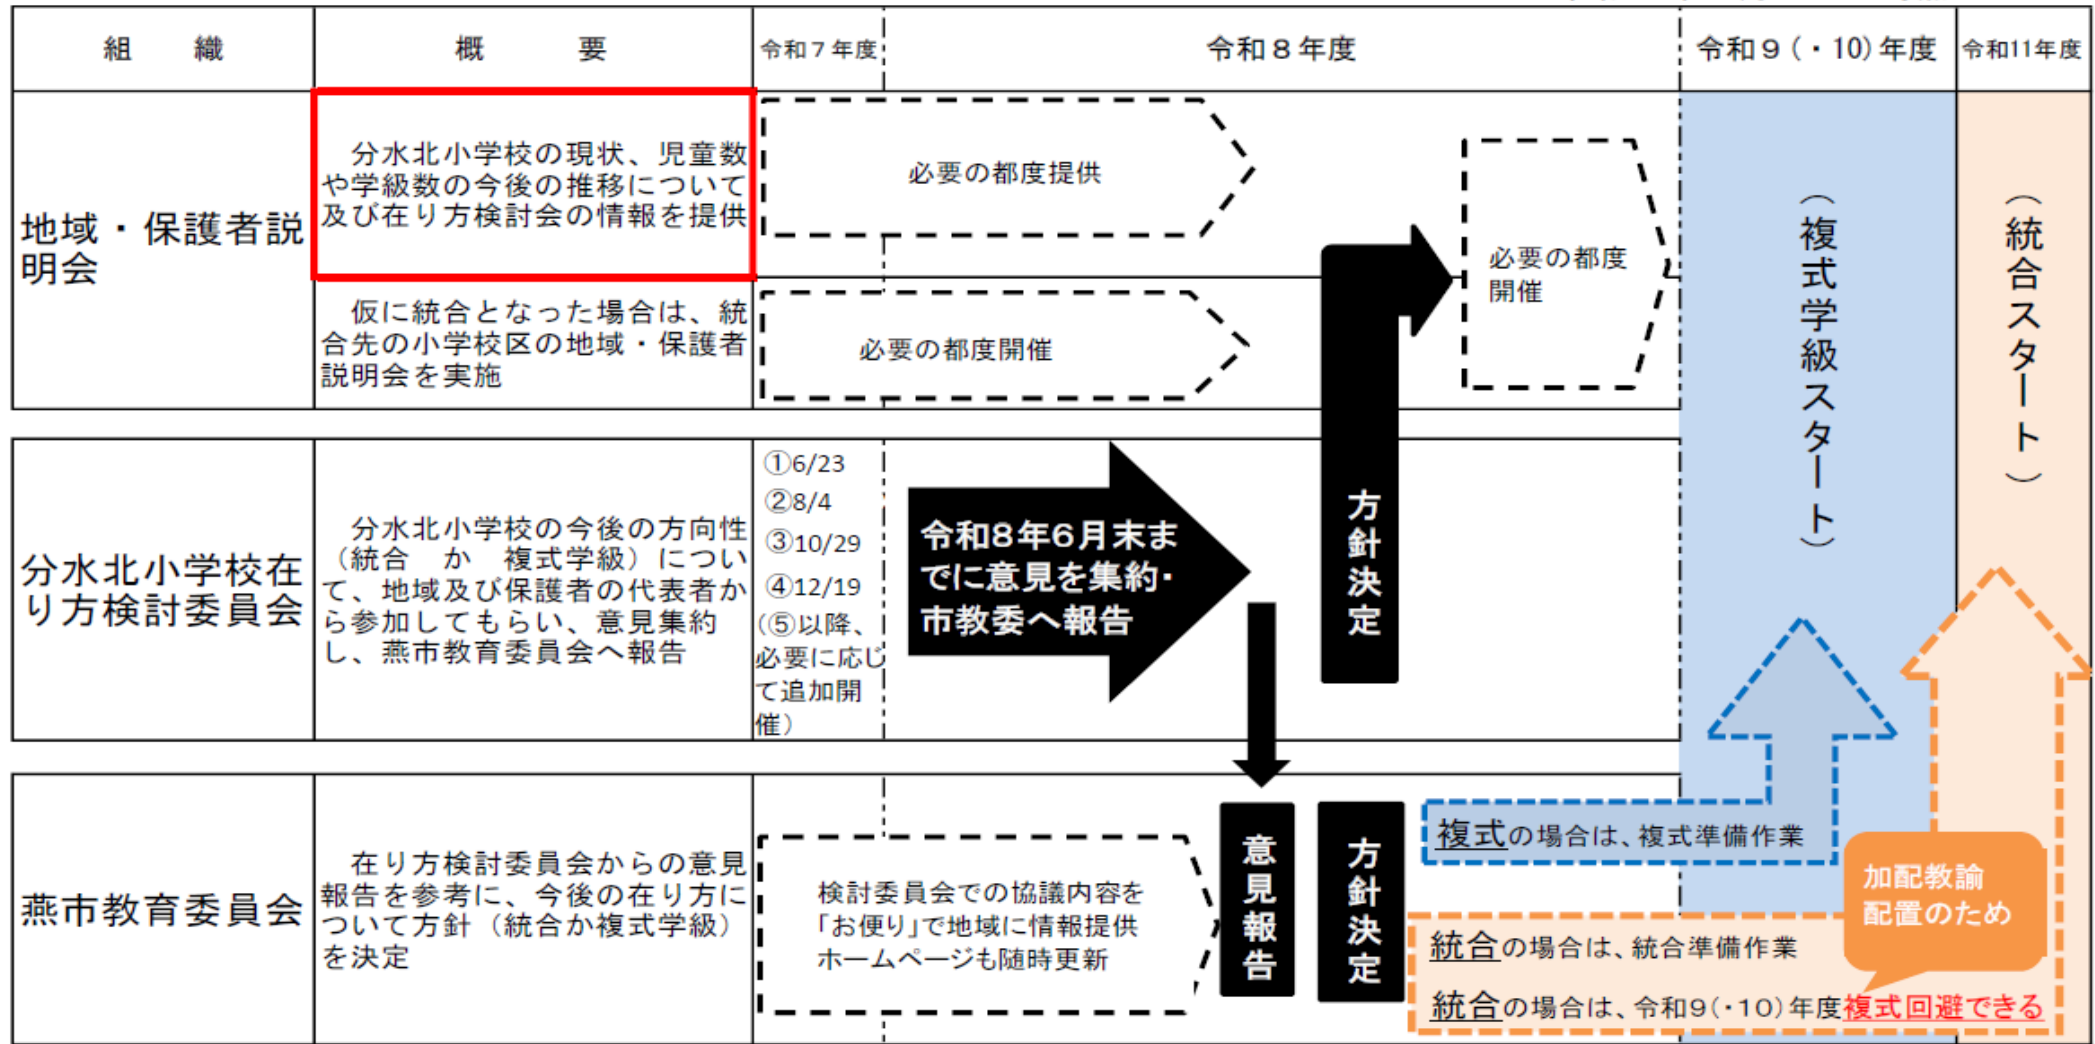 組　織
概　要
令和７年度
令和８年度
令和９（・10）年度
令和11年度
地域・保護者説
明会
　分水北小学校の現状、児童数
や学級数の今後の推移について
及び在り方検討会の情報を提供
必要の都度提供
　仮に統合となった場合は、統
合先の小学校区の地域・保護者
説明会を実施
必要の都度開催
必要の都度
開催
分水北小学校在
り方検討委員会
　分水北小学校の今後の方向性
（統合　か　複式学級）につい
て、地域及び保護者の代表者か
ら参加してもらい、意見集約
し、燕市教育委員会へ報告
①6/23
②8/4
③10/29
④12/19
（⑤以降、
必要に応じ
て追加開
催）
令和8年6月末ま
でに意見を集約・
市教委へ報告
方針決定
（複式学級スタート）
（統合スタート）
燕市教育委員会
　在り方検討委員会からの意見
報告を参考に、今後の在り方に
ついて方針（統合か複式学級）
を決定
検討委員会での協議内容を
「お便り」で地域に情報提供
ホームページも随時更新
意見報告
方針決定
複式の場合は、複式準備作業
加配教諭
配置のため
統合の場合は、統合準備作業
統合の場合は、令和9(・10)年度複式回避できる